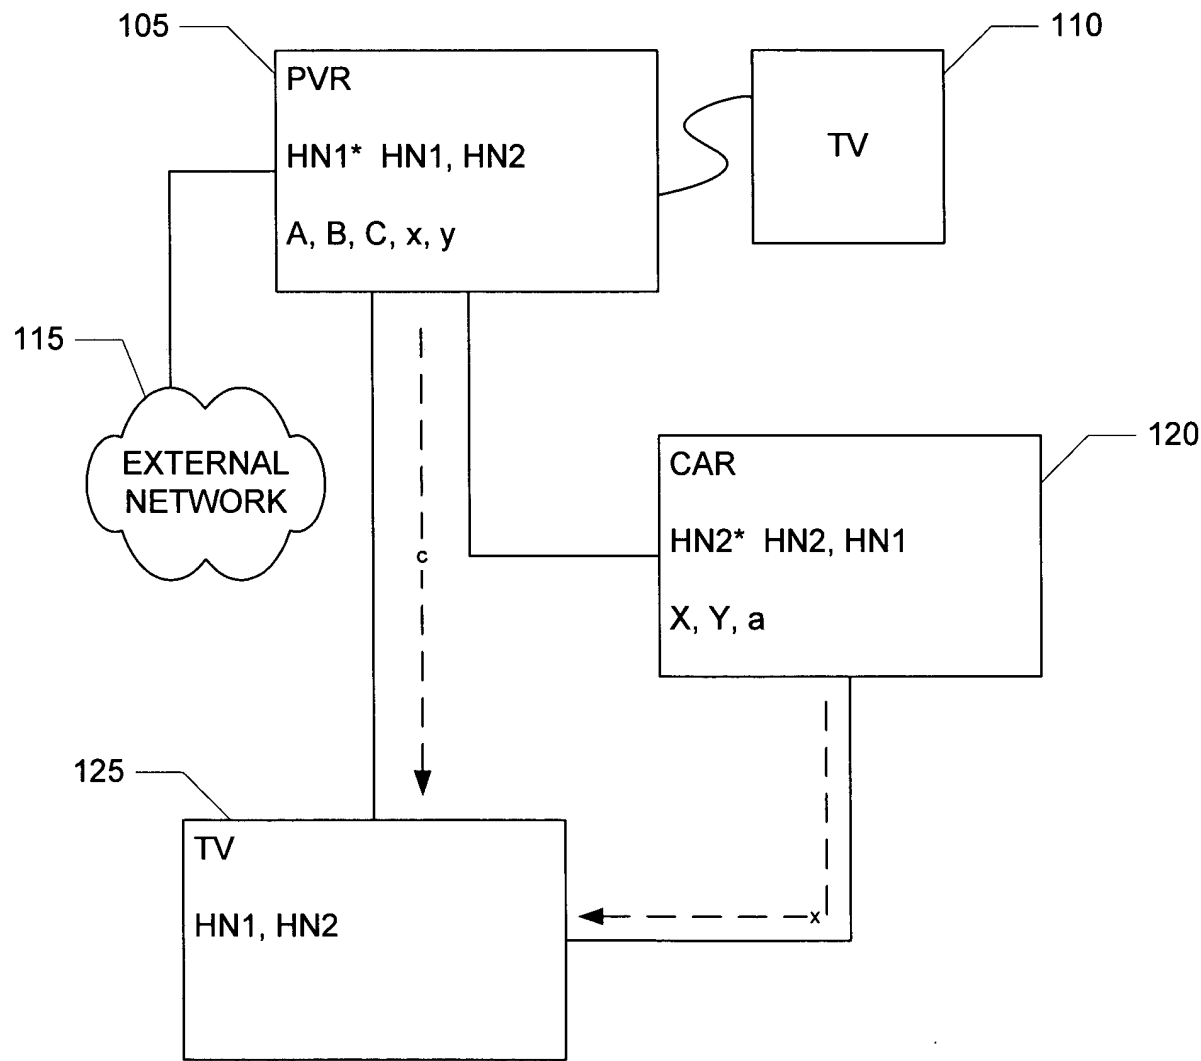 105
110
PVR
HN1* HN1, HN2
A, B, C, x, y
TV
115
EXTERNAL
NETWORK
c
120
CAR
HN2* HN2, HN1
X, Y, a
125
TV
HN1, HN2
x